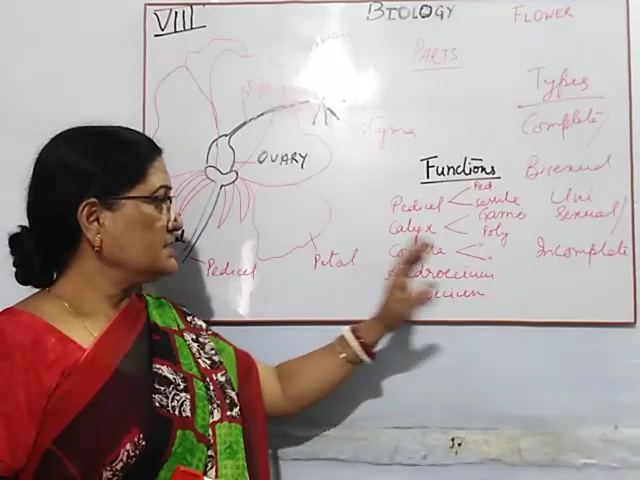 VIII
BIOLOGY
FLOWER
PARTS
Types
Complete/
Bisexual
Uni
Sexual/
Incomplete
stigma
OVARY
Pedicel
Petal
Functions
Pedicel
Ped
sessile
Calyx
Gamo
Poly